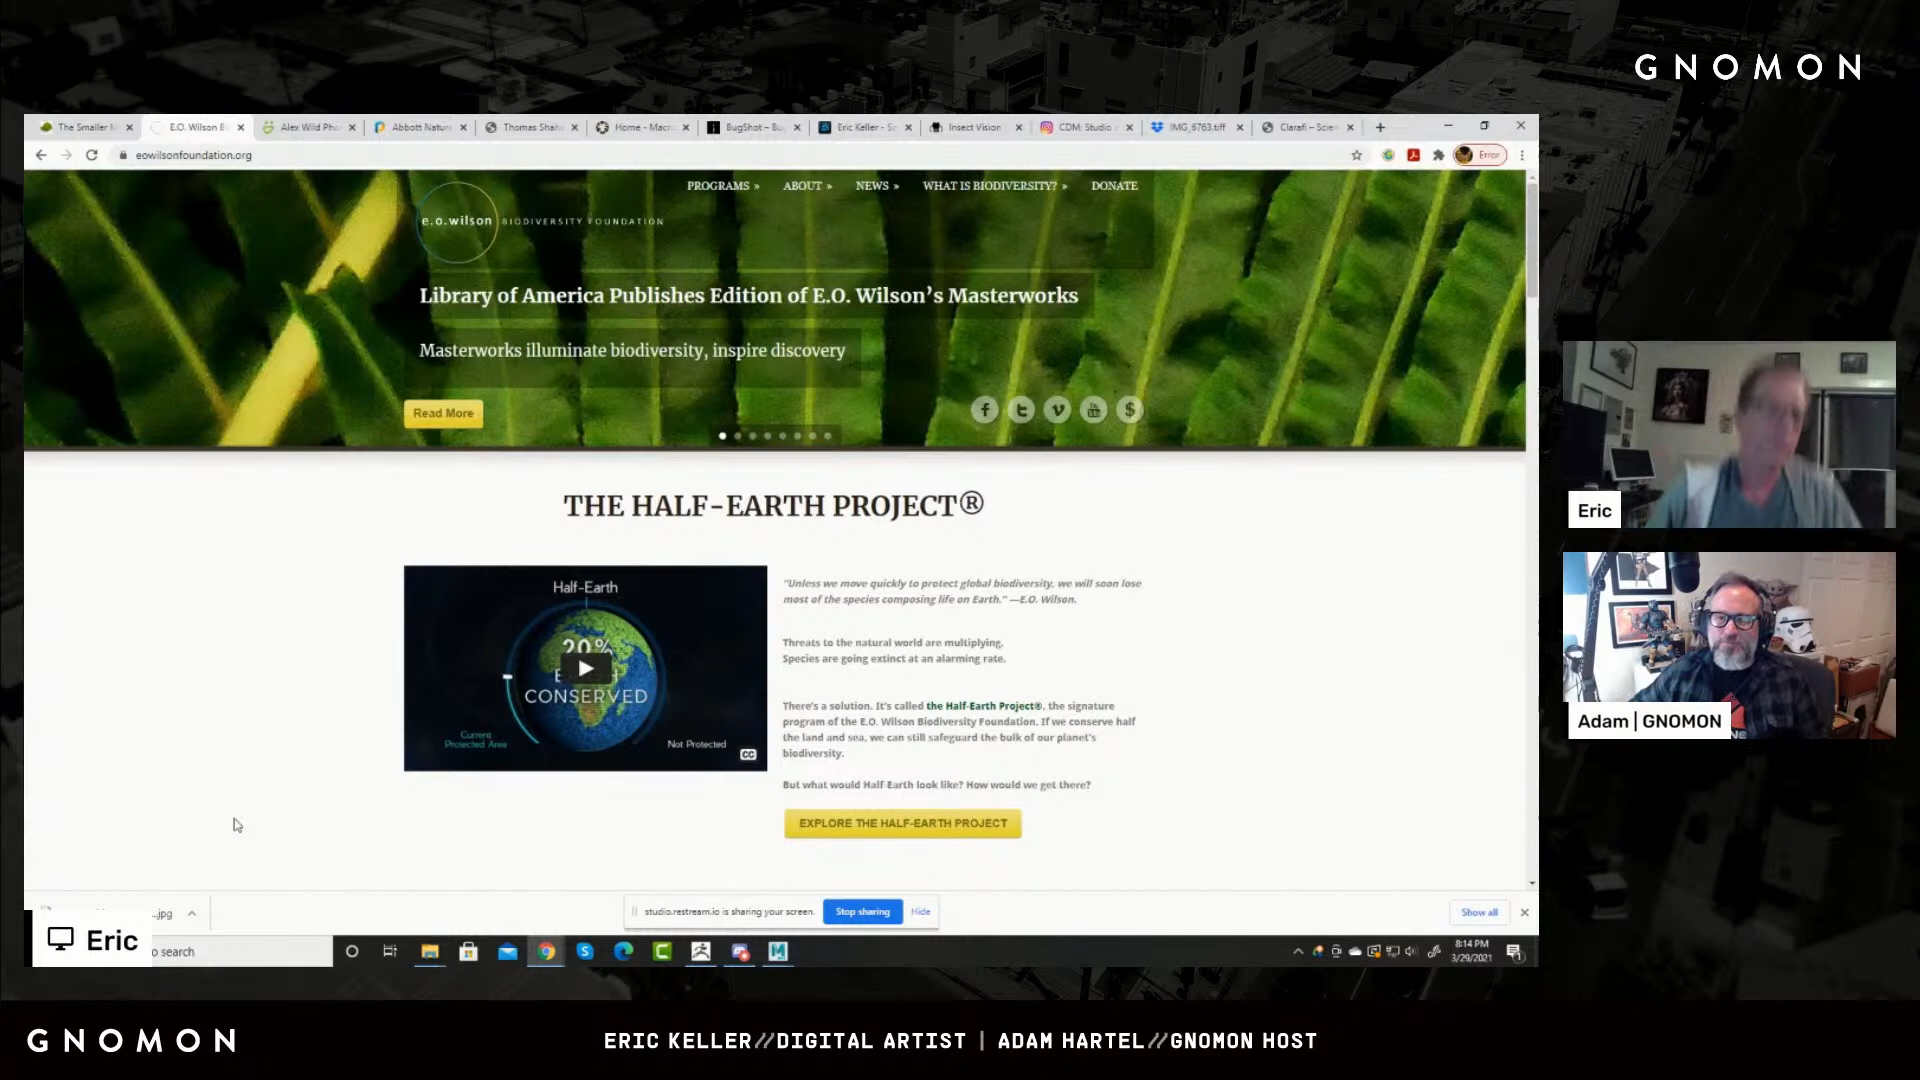 GNOMON
The Smaller M
E.O. Wilson B
Alex Wild Pho
Abbott Nature
Thomas Shah
Home - Macro
BugShot – Bu
Eric Keller - S
Insect Vision
CDM: Studio
IMG_6763.tiff
Clarafi – Scien
eowilsonfoundation.org
Error
PROGRAMS »
ABOUT »
NEWS »
WHAT IS BIODIVERSITY? »
DONATE
e.o.wilson BIODIVERSITY FOUNDATION
Library of America Publishes Edition of E.O. Wilson’s Masterworks
Masterworks illuminate biodiversity, inspire discovery
Read More
THE HALF-EARTH PROJECT®
Half-Earth
20%
CONSERVED
Current
Protected Area
Not Protected
CC
"Unless we move quickly to protect global biodiversity, we will soon lose
most of the species composing life on Earth." —E.O. Wilson.
Threats to the natural world are multiplying.
Species are going extinct at an alarming rate.
There's a solution. It's called the Half-Earth Project®, the signature
program of the E.O. Wilson Biodiversity Foundation. If we conserve half
the land and sea, we can still safeguard the bulk of our planet's
biodiversity.
But what would Half-Earth look like? How would we get there?
EXPLORE THE HALF-EARTH PROJECT
Eric
Adam | GNOMON
...jpg
studio.restream.io is sharing your screen.
Stop sharing
Hide
Show all
Eric
o search
8:14 PM
3/29/2021
GNOMON
ERIC KELLER//DIGITAL ARTIST | ADAM HARTEL//GNOMON HOST